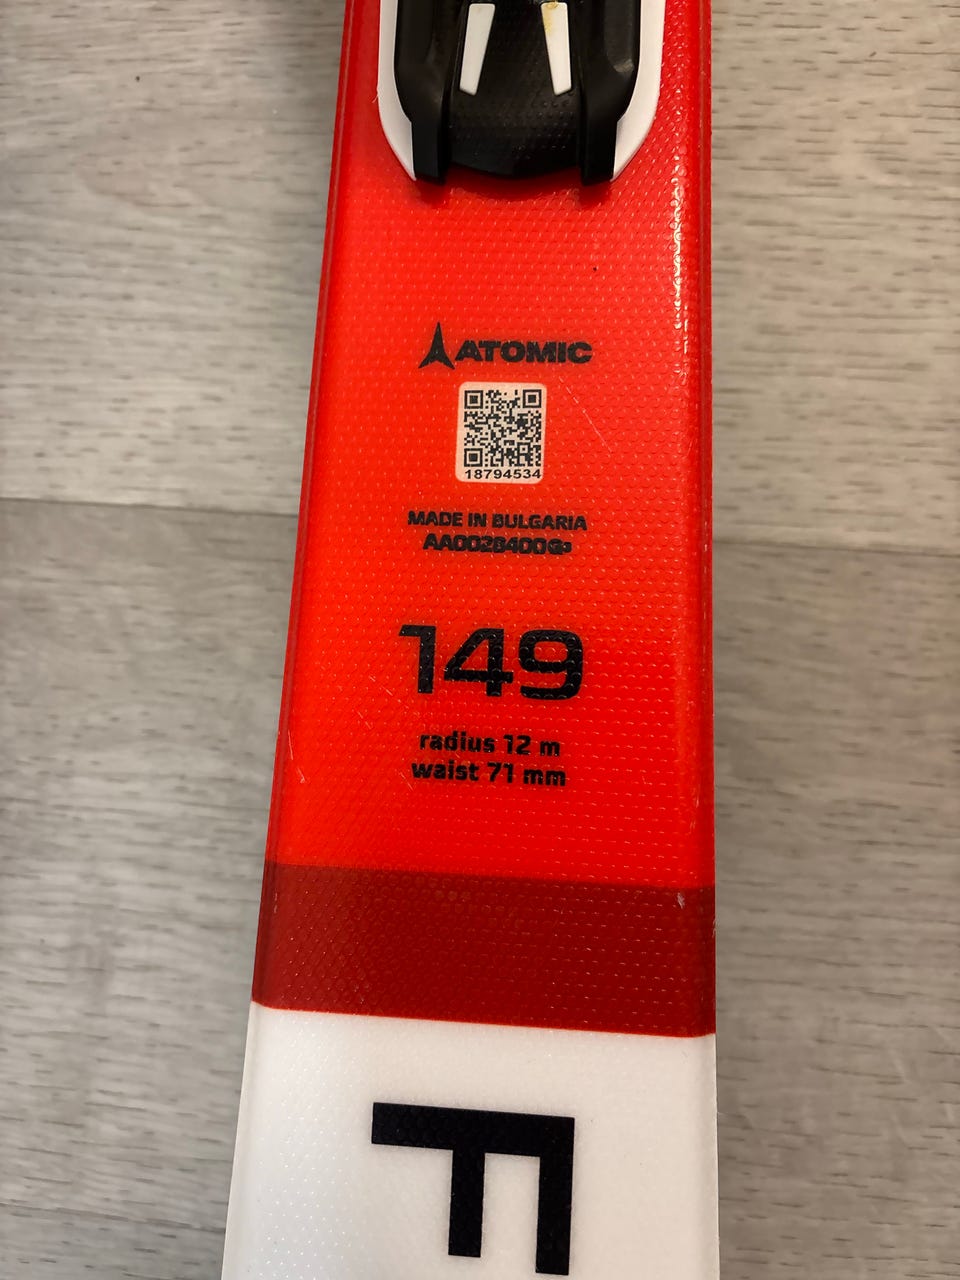 ATOMIC
18794534
MADE IN BULGARIA
149
radius 12 m
waist 71 mm
F